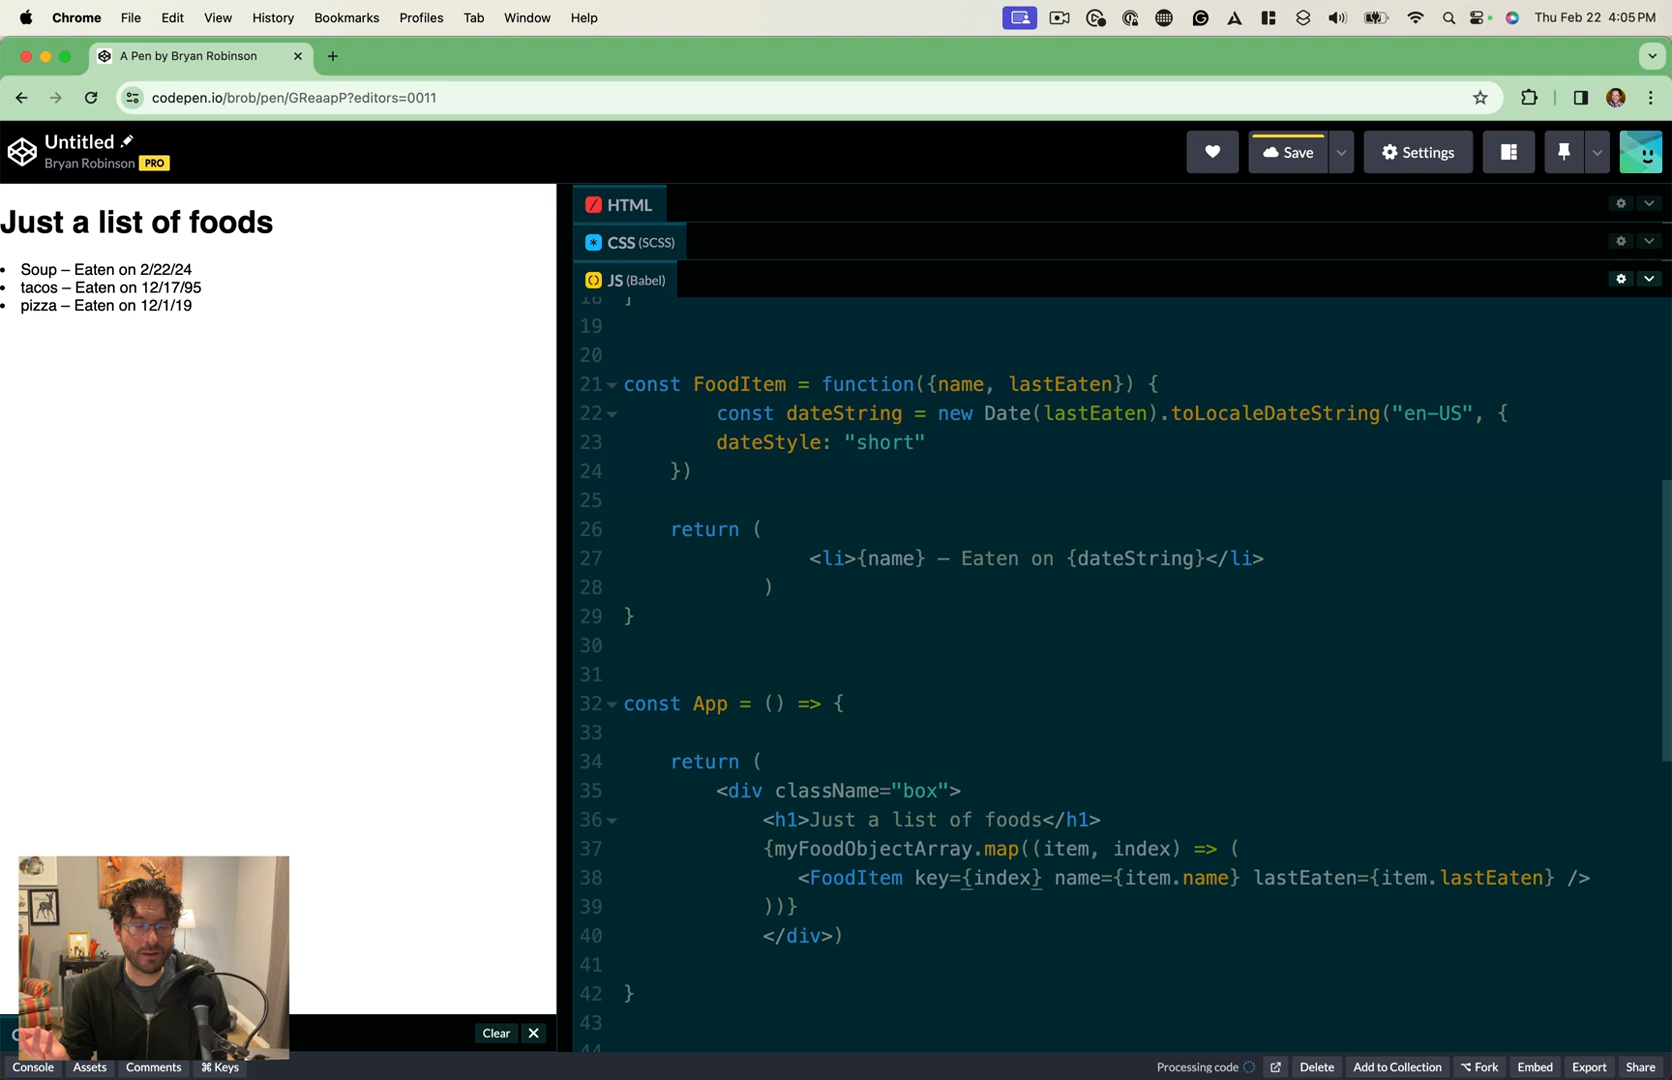 Chrome File Edit View History Bookmarks Profiles Tab Window Help Thu Feb 22 4:05 PM
A Pen by Bryan Robinson
codepen.io/brob/pen/GReaapP?editors=0011
Untitled
Bryan Robinson PRO
Save
Settings
Just a list of foods
Soup – Eaten on 2/22/24
tacos – Eaten on 12/17/95
pizza – Eaten on 12/1/19
HTML
CSS (SCSS)
JS (Babel)
18 ]
19
20
21 const FoodItem = function({name, lastEaten}) {
22 const dateString = new Date(lastEaten).toLocaleDateString("en-US", {
23 dateStyle: "short"
24 })
25
26 return (
27 <li>{name} – Eaten on {dateString}</li>
28 )
29 }
30
31
32 const App = () => {
33
34 return (
35 <div className="box">
36 <h1>Just a list of foods</h1>
37 {myFoodObjectArray.map((item, index) => (
38 <FoodItem key={index} name={item.name} lastEaten={item.lastEaten} />
39 ))}
40 </div>)
41
42 }
43
44
Clear
Console Assets Comments ⌘ Keys
Processing code Delete Add to Collection ⌥ Fork Embed Export Share